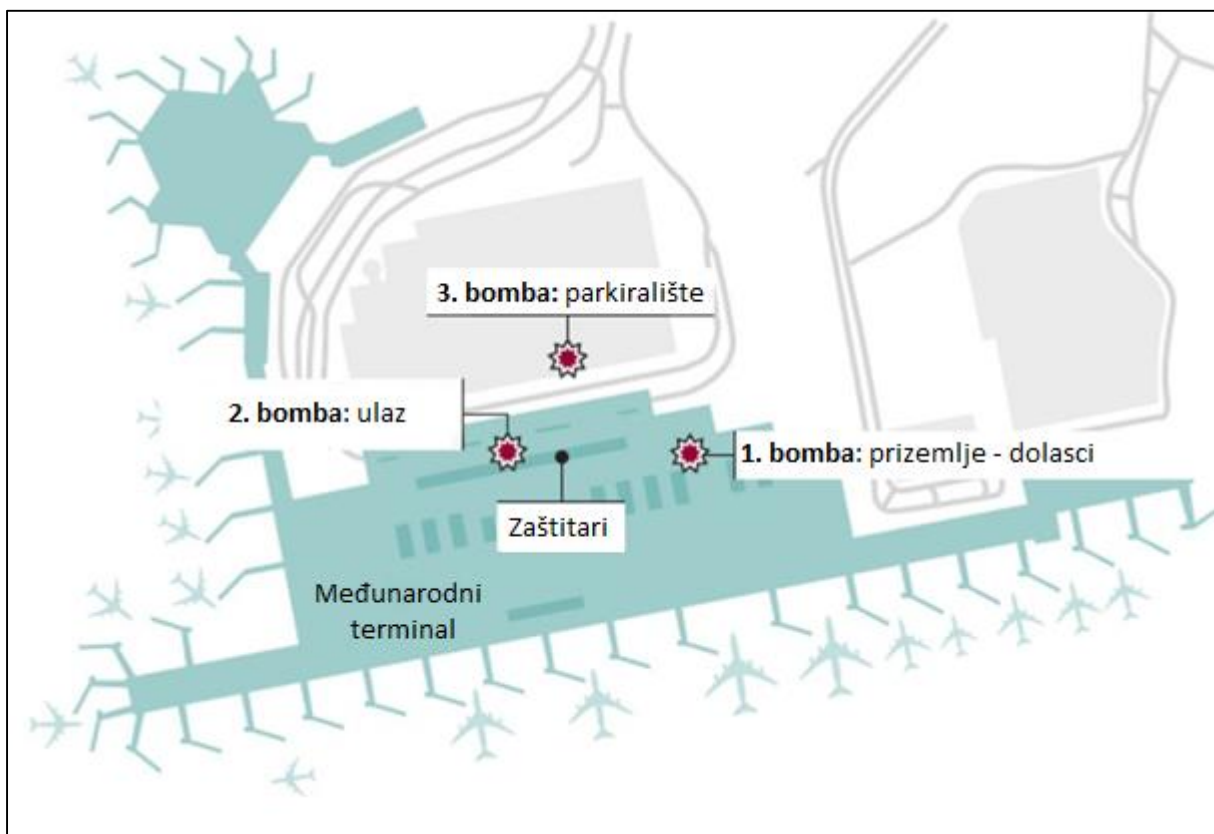 3. bomba: parkiralište
2. bomba: ulaz
1. bomba: prizemlje - dolasci
Zaštitari
Međunarodni
terminal